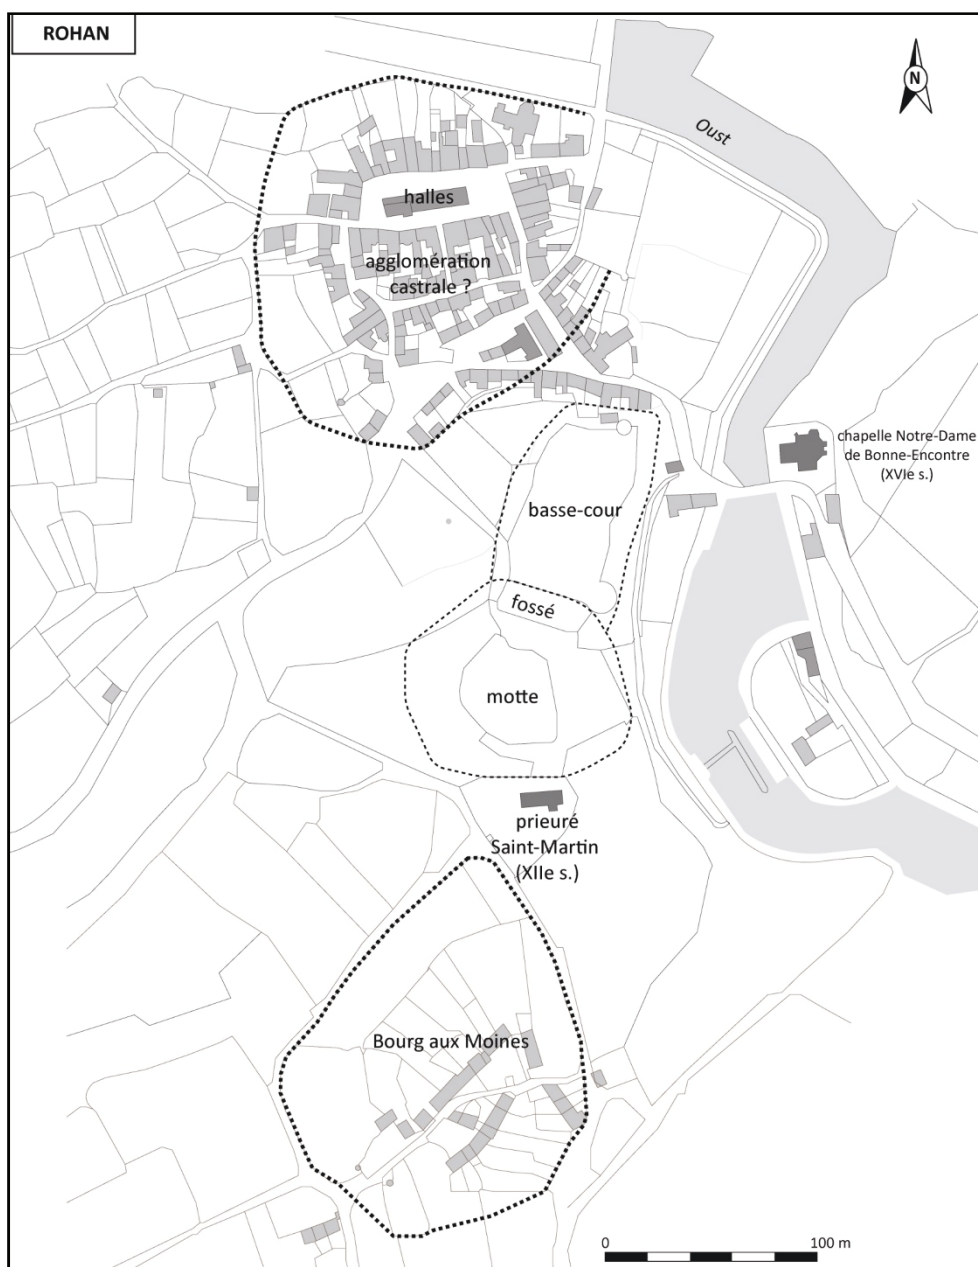 ROHAN
N
Oust
halles
agglomération
castrale ?
chapelle Notre-Dame
de Bonne-Encontre
(XVIe s.)
basse-cour
fossé
motte
prieuré
Saint-Martin
(XIIe s.)
Bourg aux Moines
0 100 m